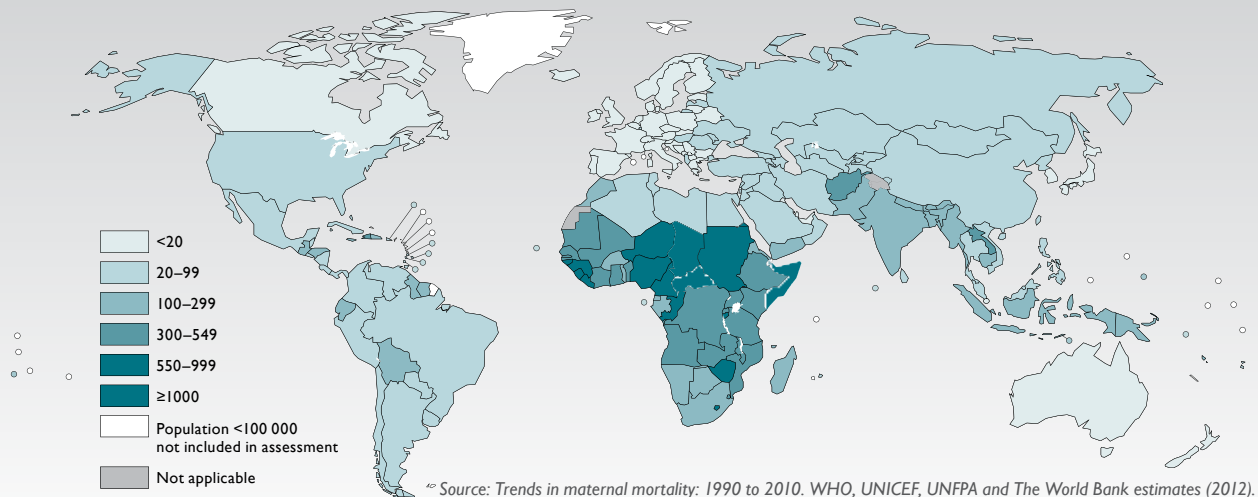 <20
20–99
100–299
300–549
550–999
≥1000
Population <100 000
not included in assessment
Not applicable
Source: Trends in maternal mortality: 1990 to 2010. WHO, UNICEF, UNFPA and The World Bank estimates (2012)